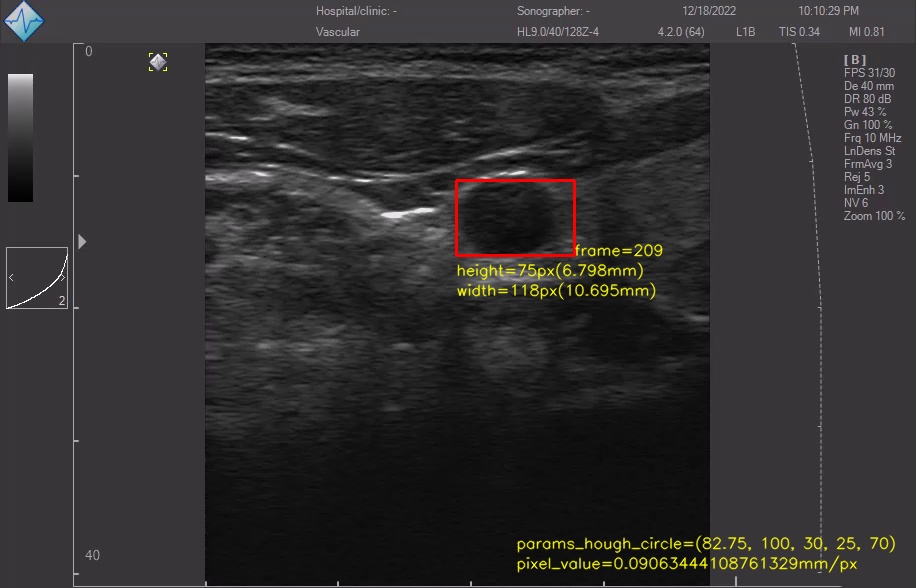 Hospital/clinic: - Sonographer: - 12/18/2022 10:10:29 PM
Vascular HL9.0/40/128Z-4 4.2.0 (64) L1B TIS 0.34 MI 0.81
0
[ B ]
FPS 31/30
De 40 mm
DR 80 dB
Pw 43 %
Gn 100 %
Frq 10 MHz
LnDens St
FrmAvg 3
Rej 5
ImEnh 3
NV 6
Zoom 100 %
frame=209
height=75px(6.798mm)
width=118px(10.695mm)
2
40
params_hough_circle=(82.75, 100, 30, 25, 70)
pixel_value=0.09063444108761329mm/px